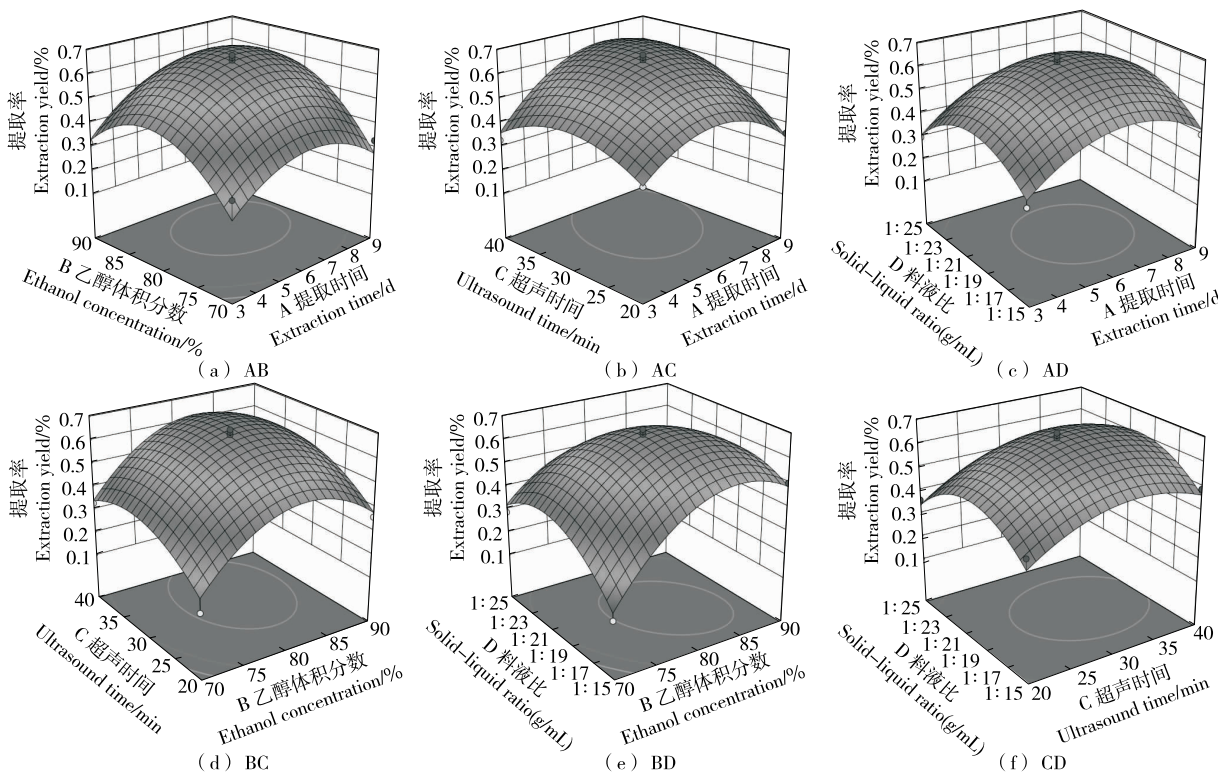 提取率
Extraction yield/%
0.7
0.6
0.5
0.4
0.3
0.2
0.1
90
85
80
75
70
B 乙醇体积分数
Ethanol concentration/%
3
4
5
6
7
8
9
A 提取时间
Extraction time/d
(a) AB
提取率
Extraction yield/%
0.7
0.6
0.5
0.4
0.3
0.2
0.1
40
35
30
25
20
C 超声时间
Ultrasound time/min
3
4
5
6
7
8
9
A 提取时间
Extraction time/d
(b) AC
提取率
Extraction yield/%
0.7
0.6
0.5
0.4
0.3
0.2
0.1
1∶25
1∶23
1∶21
1∶19
1∶17
1∶15
D 料液比
Solid-liquid ratio(g/mL)
3
4
5
6
7
8
9
A 提取时间
Extraction time/d
(c) AD
提取率
Extraction yield/%
0.7
0.6
0.5
0.4
0.3
0.2
0.1
40
35
30
25
20
C 超声时间
Ultrasound time/min
70
75
80
85
90
B 乙醇体积分数
Ethanol concentration/%
(d) BC
提取率
Extraction yield/%
0.7
0.6
0.5
0.4
0.3
0.2
0.1
1∶25
1∶23
1∶21
1∶19
1∶17
1∶15
D 料液比
Solid-liquid ratio(g/mL)
70
75
80
85
90
B 乙醇体积分数
Ethanol concentration/%
(e) BD
提取率
Extraction yield/%
0.7
0.6
0.5
0.4
0.3
0.2
0.1
1∶25
1∶23
1∶21
1∶19
1∶17
1∶15
D 料液比
Solid-liquid ratio(g/mL)
20
25
30
35
40
C 超声时间
Ultrasound time/min
(f) CD